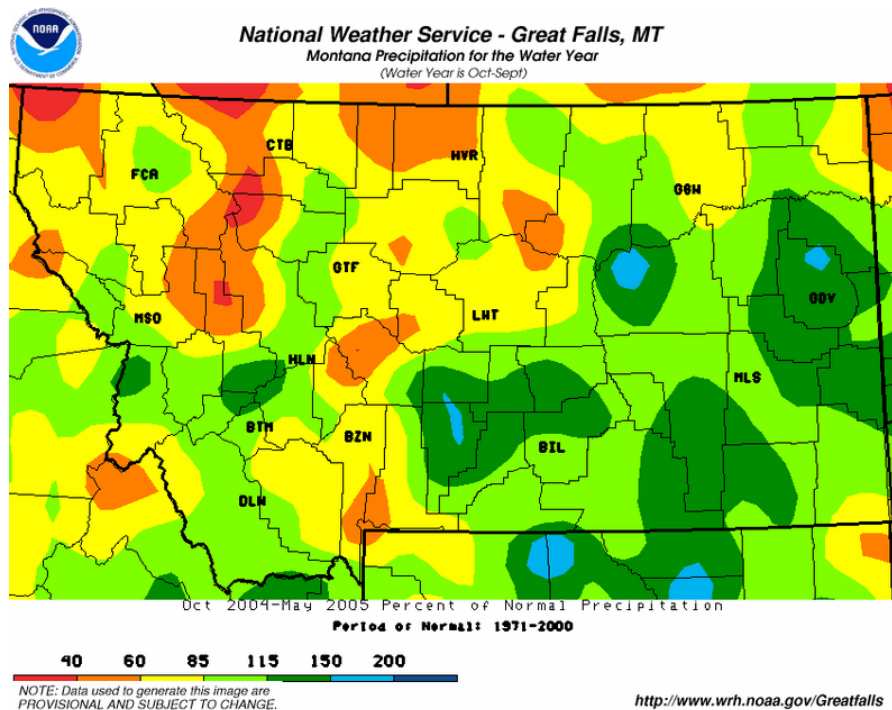 NOAA
National Weather Service - Great Falls, MT
Montana Precipitation for the Water Year
(Water Year is Oct-Sept)
CTB
HVR
FCA
GGW
GTF
GDV
MSO
LWT
HLN
MLS
BTM
BZN
BIL
DLN
Oct 2004-May 2005 Percent of Normal Precipitation
Period of Normal: 1971-2000
40 60 85 115 150 200
NOTE: Data used to generate this image are
PROVISIONAL AND SUBJECT TO CHANGE.
http://www.wrh.noaa.gov/Greatfalls